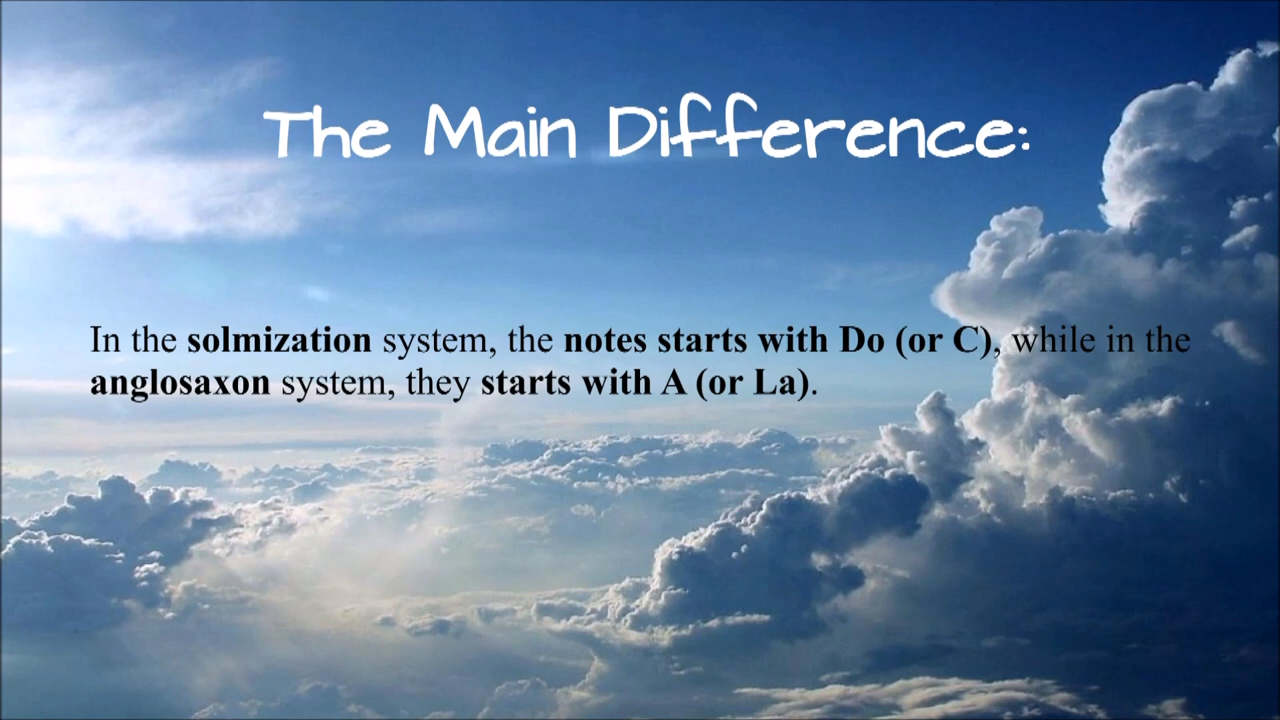 The Main Difference:
In the solmization system, the notes starts with Do (or C), while in the
anglosaxon system, they starts with A (or La).